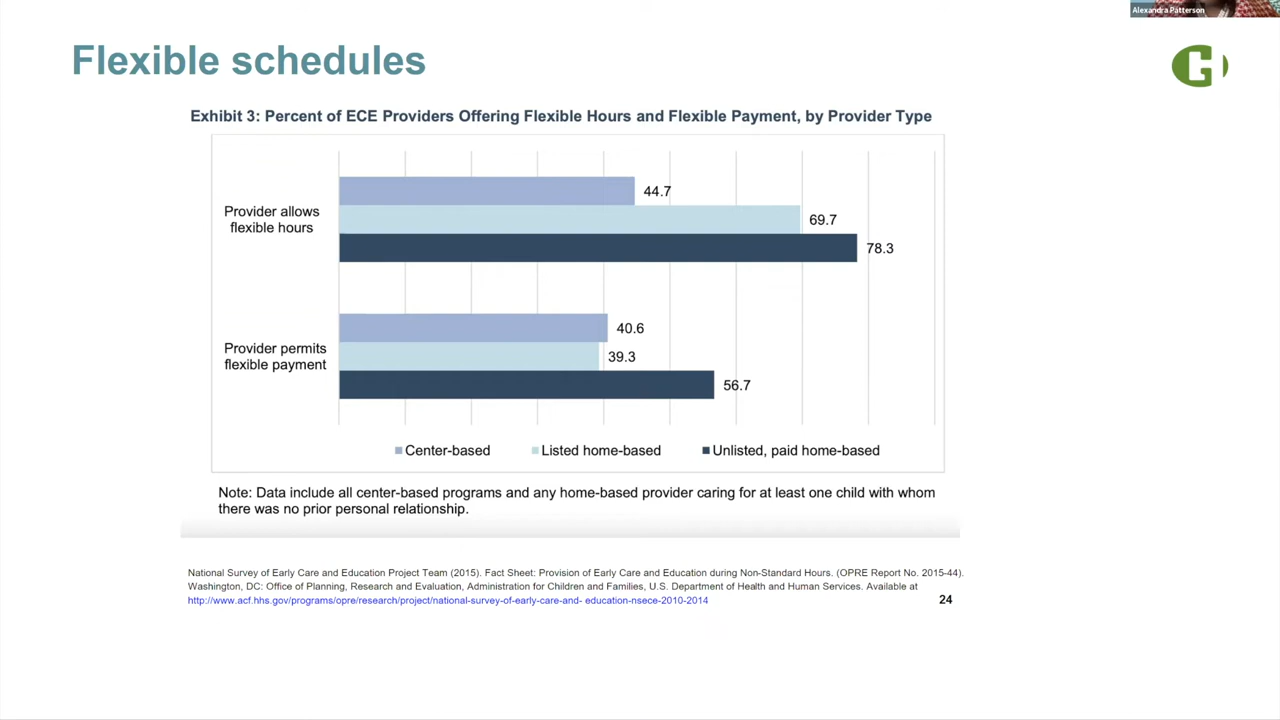 Alexandra Patterson
Flexible schedules
Exhibit 3: Percent of ECE Providers Offering Flexible Hours and Flexible Payment, by Provider Type
Provider allows
flexible hours
44.7
69.7
78.3
Provider permits
flexible payment
40.6
39.3
56.7
Center-based
Listed home-based
Unlisted, paid home-based
Note: Data include all center-based programs and any home-based provider caring for at least one child with whom
there was no prior personal relationship.
National Survey of Early Care and Education Project Team (2015). Fact Sheet: Provision of Early Care and Education during Non-Standard Hours. (OPRE Report No. 2015-44).
Washington, DC: Office of Planning, Research and Evaluation, Administration for Children and Families, U.S. Department of Health and Human Services. Available at
http://www.acf.hhs.gov/programs/opre/research/project/national-survey-of-early-care-and- education-nsece-2010-2014
24